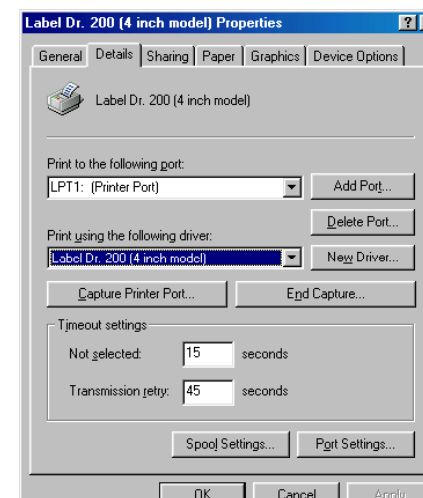 Label Dr. 200 (4 inch model) Properties ?
General Details Sharing Paper Graphics Device Options
Label Dr. 200 (4 inch model)
Print to the following port:
LPT1: (Printer Port) Add Port...
Delete Port...
Print using the following driver:
Label Dr. 200 (4 inch model) New Driver...
Capture Printer Port... End Capture...
Timeout settings
Not selected: 15 seconds
Transmission retry: 45 seconds
Spool Settings... Port Settings...
OK Cancel Apply